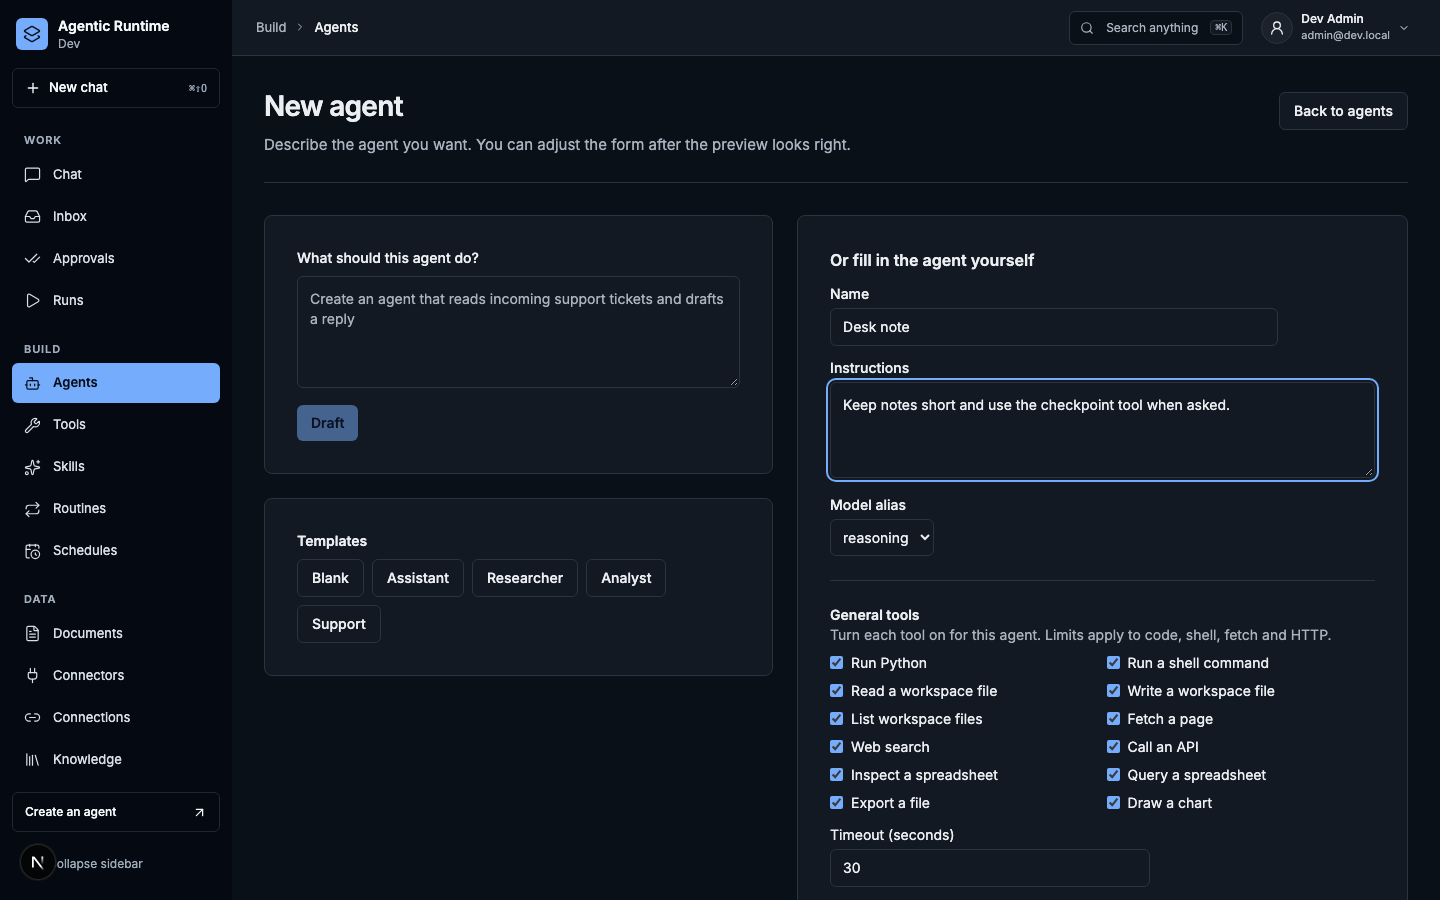 Agentic Runtime
Dev
New chat
⌘⇧O
WORK
Chat
Inbox
Approvals
Runs
BUILD
Agents
Tools
Skills
Routines
Schedules
DATA
Documents
Connectors
Connections
Knowledge
Create an agent
N
ollapse sidebar
Build > Agents
Search anything ⌘K
Dev Admin
admin@dev.local
New agent
Back to agents
Describe the agent you want. You can adjust the form after the preview looks right.
What should this agent do?
Create an agent that reads incoming support tickets and drafts
a reply
Draft
Templates
Blank Assistant Researcher Analyst
Support
Or fill in the agent yourself
Name
Desk note
Instructions
Keep notes short and use the checkpoint tool when asked.
Model alias
reasoning
General tools
Turn each tool on for this agent. Limits apply to code, shell, fetch and HTTP.
Run Python Run a shell command
Read a workspace file Write a workspace file
List workspace files Fetch a page
Web search Call an API
Inspect a spreadsheet Query a spreadsheet
Export a file Draw a chart
Timeout (seconds)
30